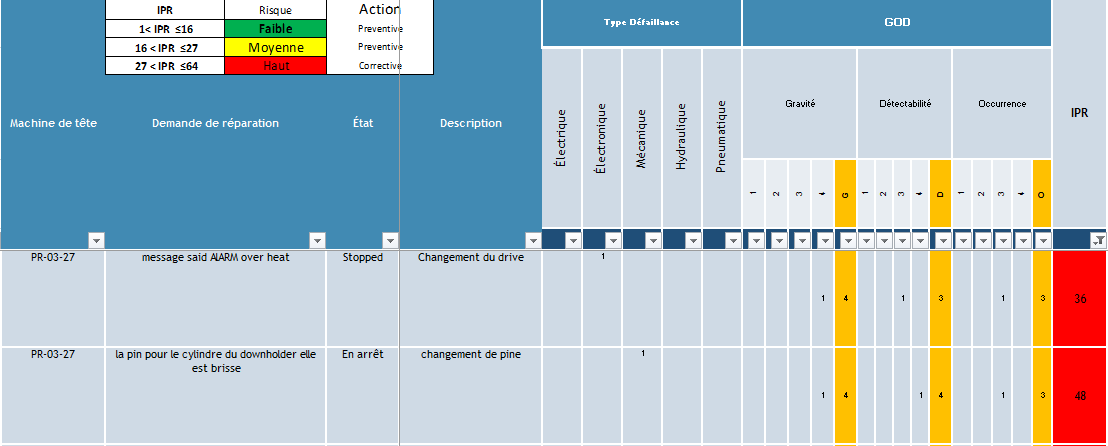 IPR Risque Action
1< IPR ≤16 Faible Preventive
16 < IPR ≤27 Moyenne Preventive
27 < IPR ≤64 Haut Corrective
Type Défaillance GOD
Machine de tête Demande de réparation État Description Électrique Électronique Mécanique Hydraulique Pneumatique Gravité Détectabilité Occurrence IPR
1 2 3 4 G 1 2 3 4 D 1 2 3 4 O
PR-03-27 message said AlARM over heat Stopped Changement du drive 1 1 4 1 3 1 3 36
PR-03-27 la pin pour le cylindre du downholder elle En arrêt changement de pine 1 1 4 1 4 1 3 48
est brisse